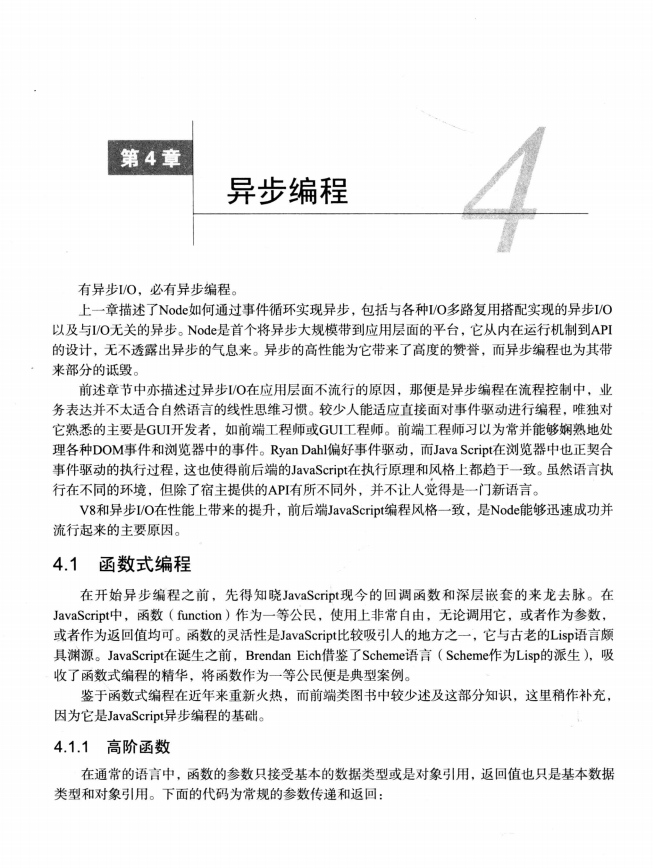 第4章
4
异步编程
有异步I/O，必有异步编程。
上一章描述了Node如何通过事件循环实现异步，包括与各种I/O多路复用搭配实现的异步I/O
以及与I/O无关的异步。Node是首个将异步大规模带到应用层面的平台，它从内在运行机制到API
的设计，无不透露出异步的气息来。异步的高性能为它带来了高度的赞誉，而异步编程也为其带
来部分的诋毁。
前述章节中亦描述过异步I/O在应用层面不流行的原因，那便是异步编程在流程控制中，业
务表达并不太适合自然语言的线性思维习惯。较少人能适应直接面对事件驱动进行编程，唯独对
它熟悉的主要是GUI开发者，如前端工程师或GUI工程师。前端工程师习以为常并能够娴熟地处
理各种DOM事件和浏览器中的事件。Ryan Dahl偏好事件驱动，而Java Script在浏览器中也正契合
事件驱动的执行过程，这也使得前后端的JavaScript在执行原理和风格上都趋于一致。虽然语言执
行在不同的环境，但除了宿主提供的API有所不同外，并不让人觉得是一门新语言。
V8和异步I/O在性能上带来的提升，前后端JavaScript编程风格一致，是Node能够迅速成功并
流行起来的主要原因。
4.1 函数式编程
在开始异步编程之前，先得知晓JavaScript现今的回调函数和深层嵌套的来龙去脉。在
JavaScript中，函数（function）作为一等公民，使用上非常自由，无论调用它，或者作为参数，
或者作为返回值均可。函数的灵活性是JavaScript比较吸引人的地方之一，它与古老的Lisp语言颇
具渊源。JavaScript在诞生之前，Brendan Eich借鉴了Scheme语言（Scheme作为Lisp的派生），吸
收了函数式编程的精华，将函数作为一等公民便是典型案例。
鉴于函数式编程在近年来重新火热，而前端类图书中较少述及这部分知识，这里稍作补充，
因为它是JavaScript异步编程的基础。
4.1.1 高阶函数
在通常的语言中，函数的参数只接受基本的数据类型或是对象引用，返回值也只是基本数据
类型和对象引用。下面的代码为常规的参数传递和返回：